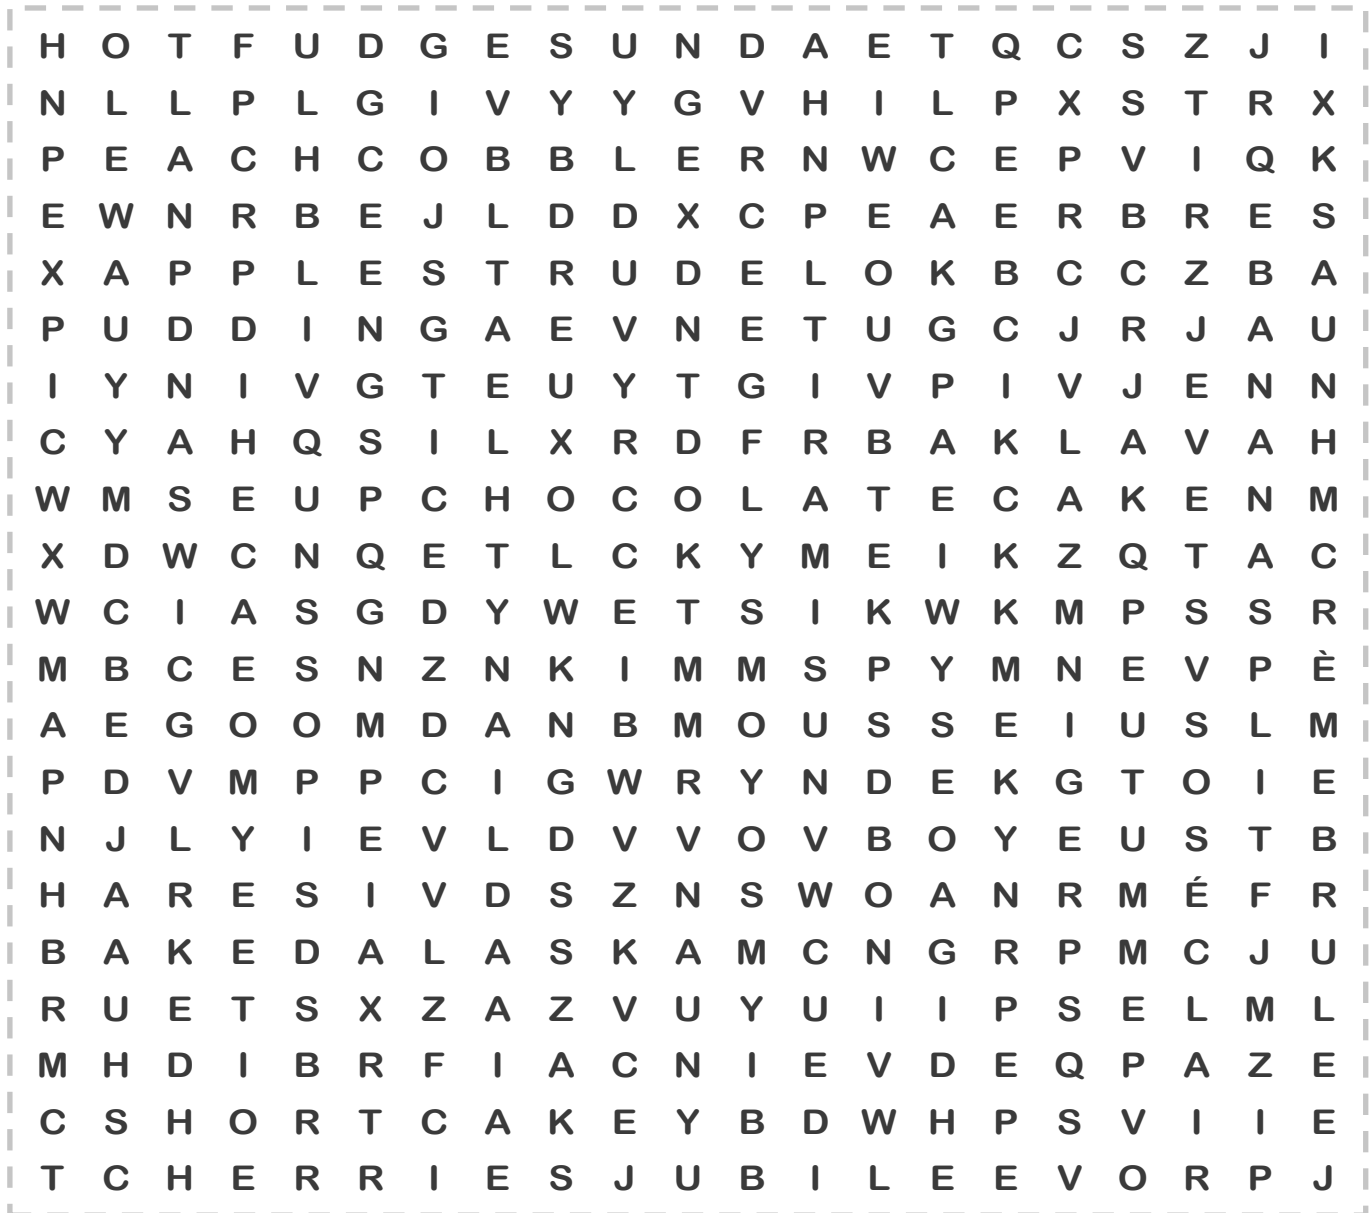 H O T F U D G E S U N D A E T Q C S Z J I
N L L P L G I V Y Y G V H I L P X S T R X
P E A C H C O B B L E R N W C E P V I Q K
E W N R B E J L D D X C P E A E R B R E S
X A P P L E S T R U D E L O K B C C Z B A
P U D D I N G A E V N E T U G C J R J A U
I Y N I V G T E U Y T G I V P I V J E N N
C Y A H Q S I L X R D F R B A K L A V A H
W M S E U P C H O C O L A T E C A K E N M
X D W C N Q E T L C K Y M E I K Z Q T A C
W C I A S G D Y W E T S I K W K M P S S R
M B C E S N Z N K I M M S P Y M N E V P È
A E G O O M D A N B M O U S S E I U S L M
P D V M P P C I G W R Y N D E K G T O I E
N J L Y I E V L D V V O V B O Y E U S T B
H A R E S I V D S Z N S W O A N R M É F R
B A K E D A L A S K A M C N G R P M C J U
R U E T S X Z A Z V U Y U I I P S E L M L
M H D I B R F I A C N I E V D E Q P A Z E
C S H O R T C A K E Y B D W H P S V I I E
T C H E R R I E S J U B I L E E V O R P J